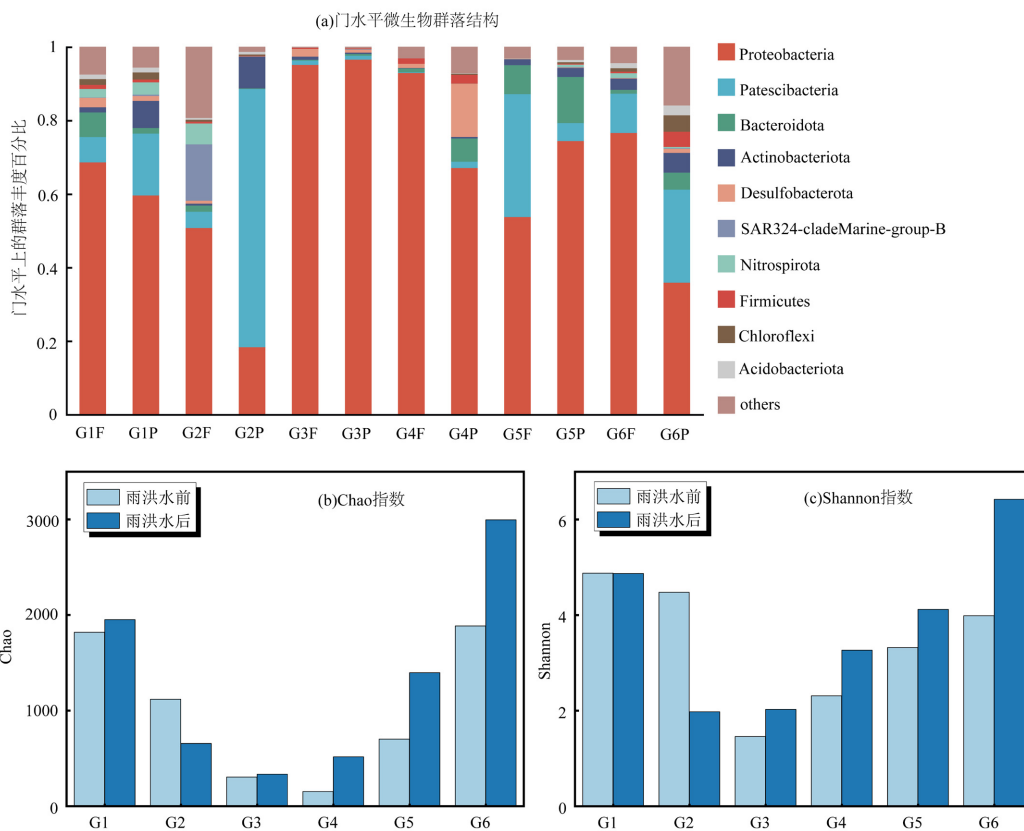 (a)门水平微生物群落结构
门水平上的群落丰度百分比
1
0.8
0.6
0.4
0.2
0
G1F G1P G2F G2P G3F G3P G4F G4P G5F G5P G6F G6P
Proteobacteria
Patescibacteria
Bacteroidota
Actinobacteriota
Desulfobacterota
SAR324-cladeMarine-group-B
Nitrospirota
Firmicutes
Chloroflexi
Acidobacteriota
others
(b)Chao指数
雨洪水前
雨洪水后
Chao
3000
2000
1000
0
G1 G2 G3 G4 G5 G6
(c)Shannon指数
雨洪水前
雨洪水后
Shannon
6
4
2
0
G1 G2 G3 G4 G5 G6